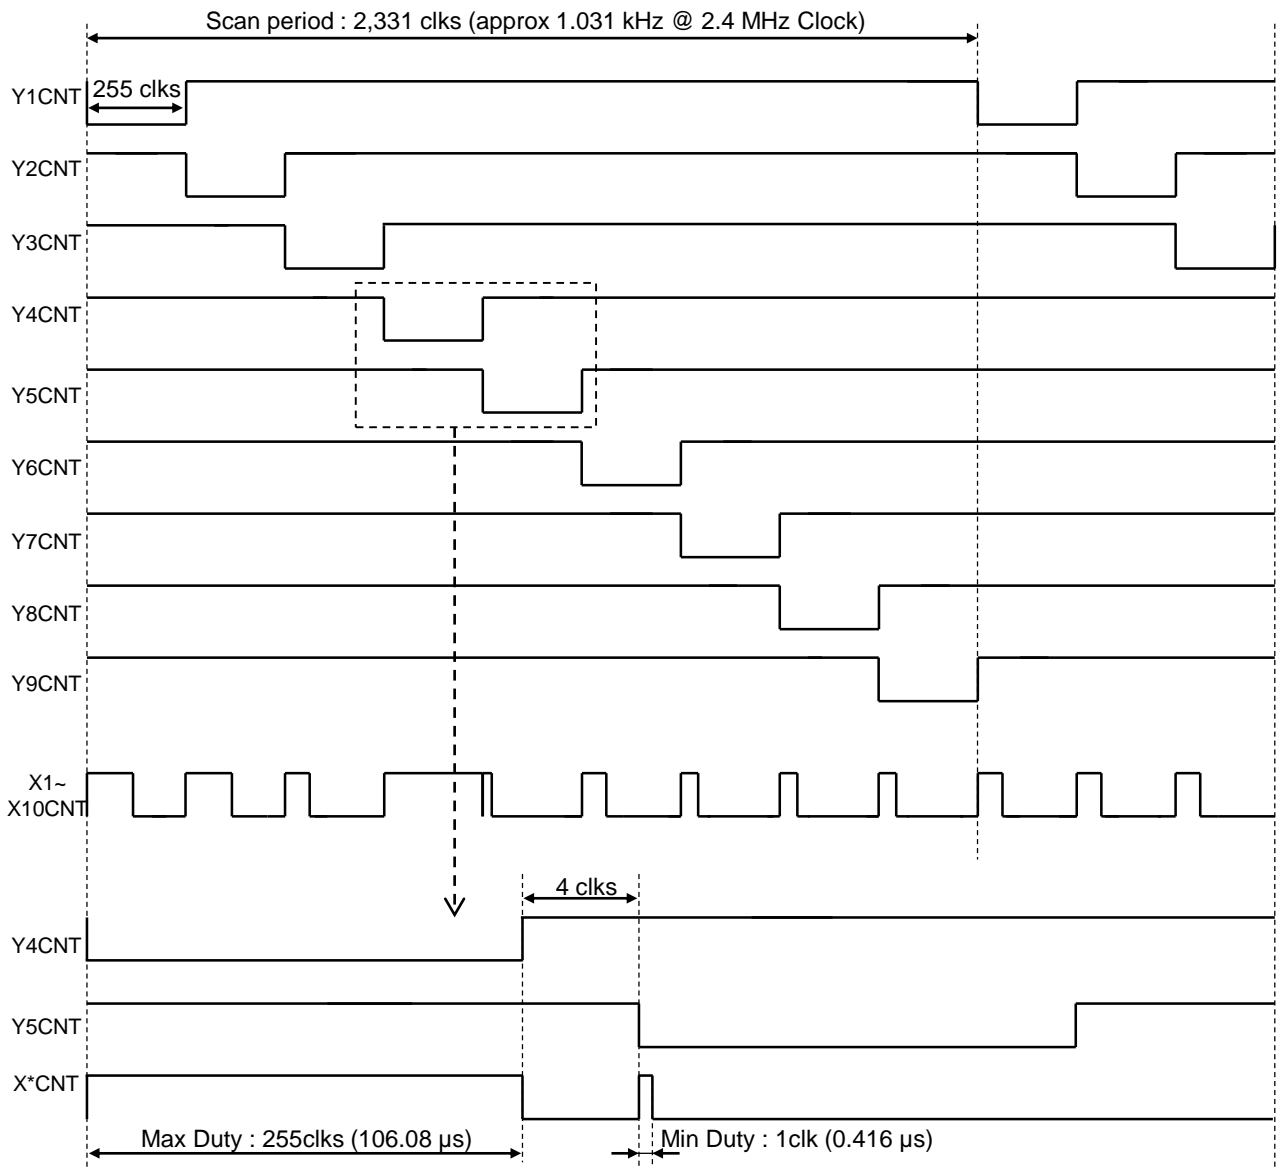 Scan period : 2,331 clks (approx 1.031 kHz @ 2.4 MHz Clock)
Y1CNT
255 clks
Y2CNT
Y3CNT
Y4CNT
Y5CNT
Y6CNT
Y7CNT
Y8CNT
Y9CNT
X1~
X10CNT
4 clks
Y4CNT
Y5CNT
X*CNT
Max Duty : 255clks (106.08 µs)
Min Duty : 1clk (0.416 µs)